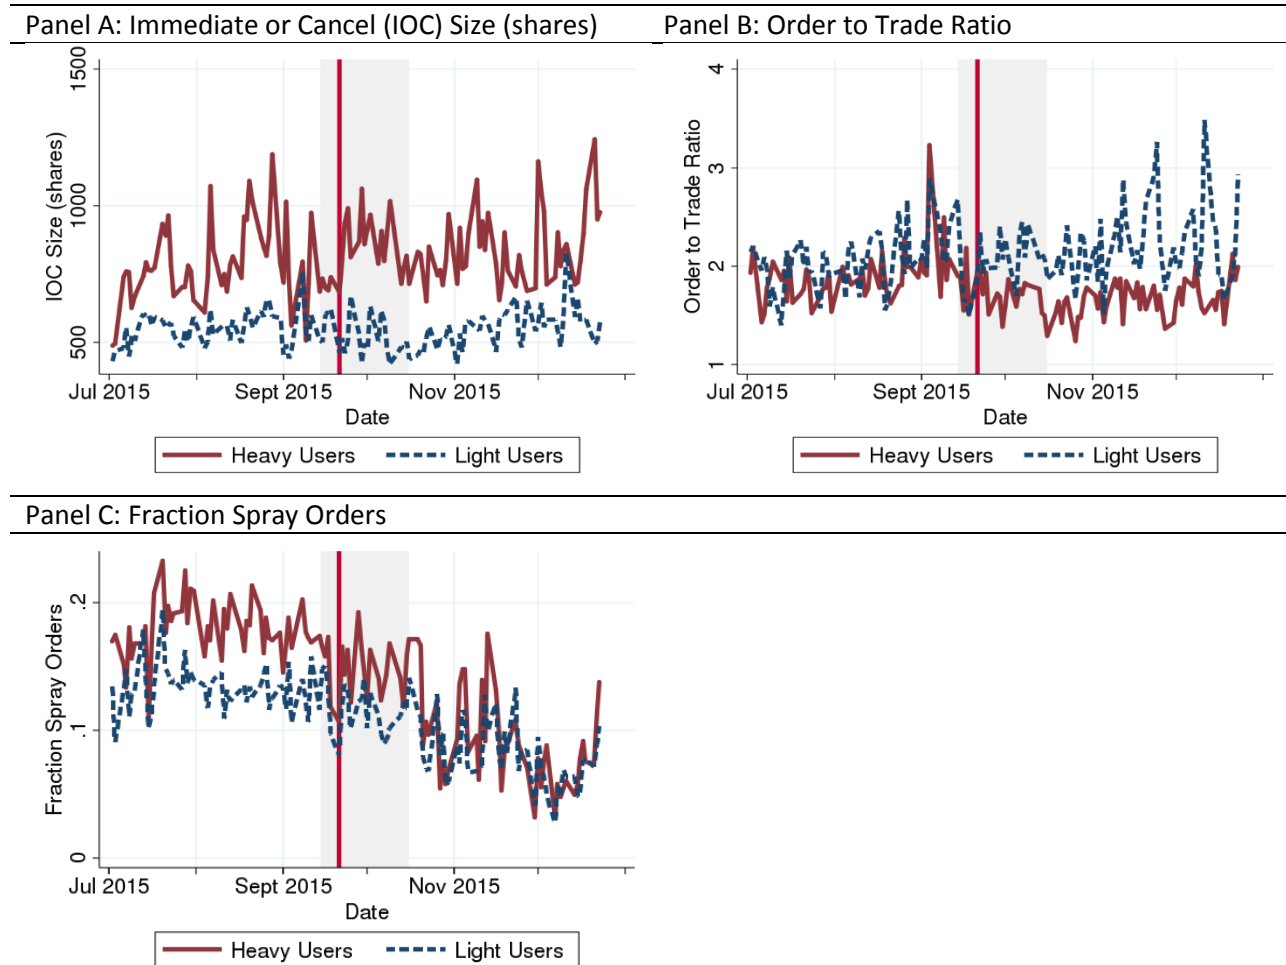 Panel A: Immediate or Cancel (IOC) Size (shares)
IOC Size (shares)
1500
1000
500
Jul 2015 Sept 2015 Nov 2015
Date
Heavy Users Light Users
Panel B: Order to Trade Ratio
Order to Trade Ratio
4
3
2
1
Jul 2015 Sept 2015 Nov 2015
Date
Heavy Users Light Users
Panel C: Fraction Spray Orders
Fraction Spray Orders
.2
.1
0
Jul 2015 Sept 2015 Nov 2015
Date
Heavy Users Light Users